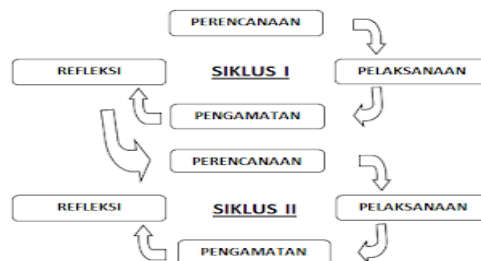 PERENCANAAN
REFLEKSI
SIKLUS I
PELAKSANAAN
PENGAMATAN
PERENCANAAN
REFLEKSI
SIKLUS II
PELAKSANAAN
PENGAMATAN